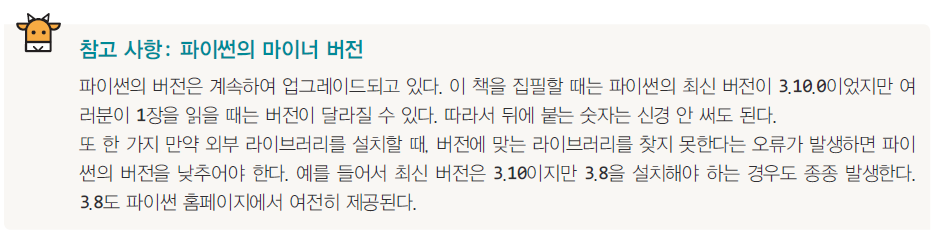 참고 사항: 파이썬의 마이너 버전
파이썬의 버전은 계속하여 업그레이드되고 있다. 이 책을 집필할 때는 파이썬의 최신 버전이 3.10.0이었지만 여
러분이 1장을 읽을 때는 버전이 달라질 수 있다. 따라서 뒤에 붙는 숫자는 신경 안 써도 된다.
또 한 가지 만약 외부 라이브러리를 설치할 때, 버전에 맞는 라이브러리를 찾지 못한다는 오류가 발생하면 파이
썬의 버전을 낮추어야 한다. 예를 들어서 최신 버전은 3.10이지만 3.8을 설치해야 하는 경우도 종종 발생한다.
3.8도 파이썬 홈페이지에서 여전히 제공된다.